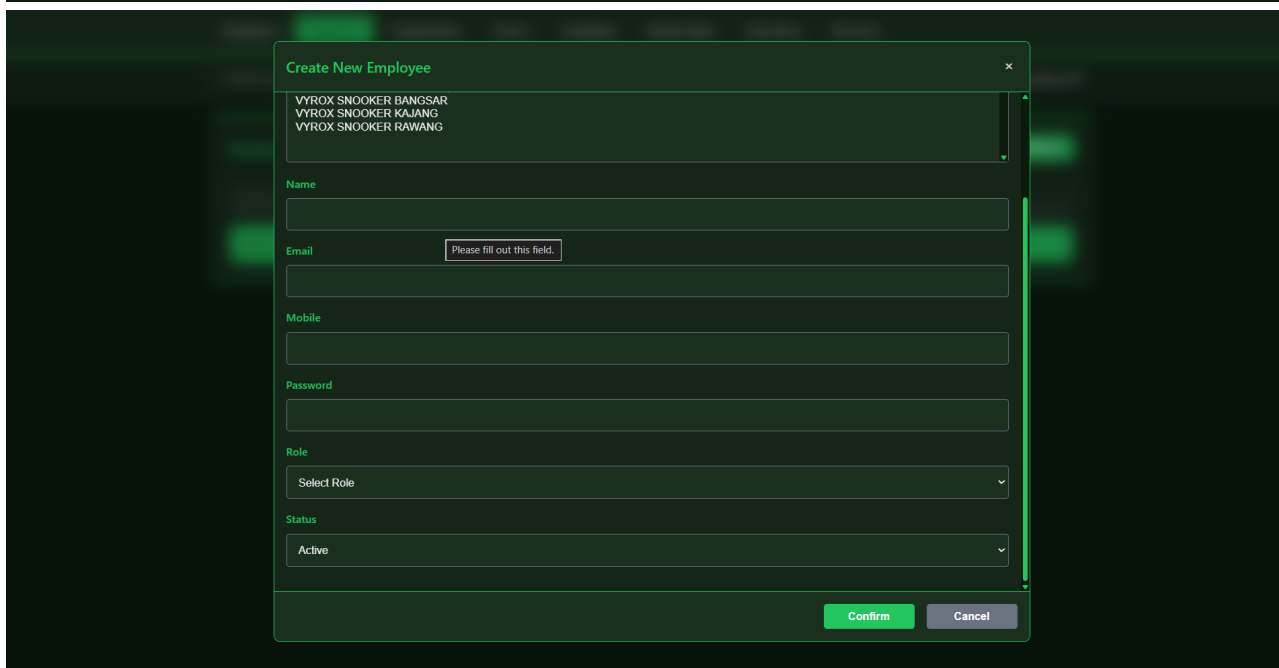 Create New Employee
×
VYROX SNOOKER BANGSAR
VYROX SNOOKER KAJANG
VYROX SNOOKER RAWANG
Name
Email
Please fill out this field.
Mobile
Password
Role
Select Role
Status
Active
Confirm
Cancel